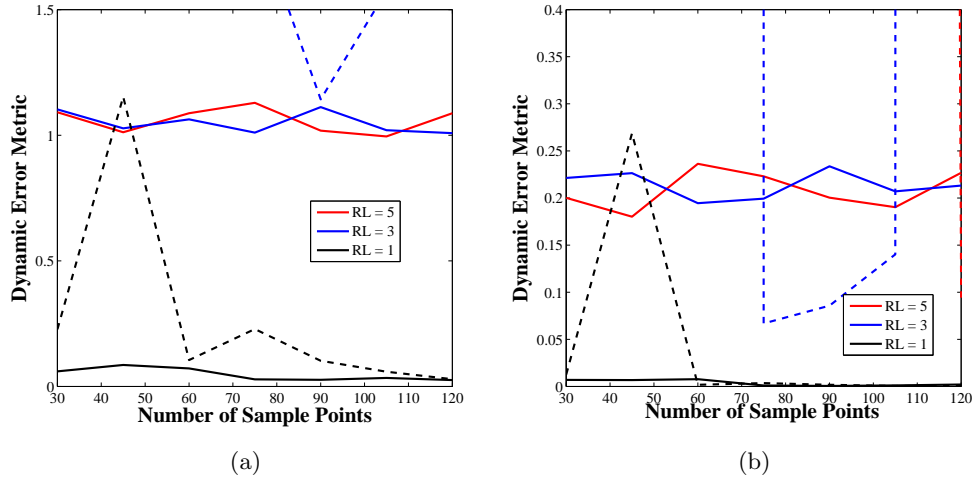 1.5
1
0.5
0
Dynamic Error Metric
RL = 5
RL = 3
RL = 1
30 40 50 60 70 80 90 100 110 120
Number of Sample Points
(a)
0.4
0.35
0.3
0.25
0.2
0.15
0.1
0.05
0
Dynamic Error Metric
RL = 5
RL = 3
RL = 1
30 40 50 60 70 80 90 100 110 120
Number of Sample Points
(b)